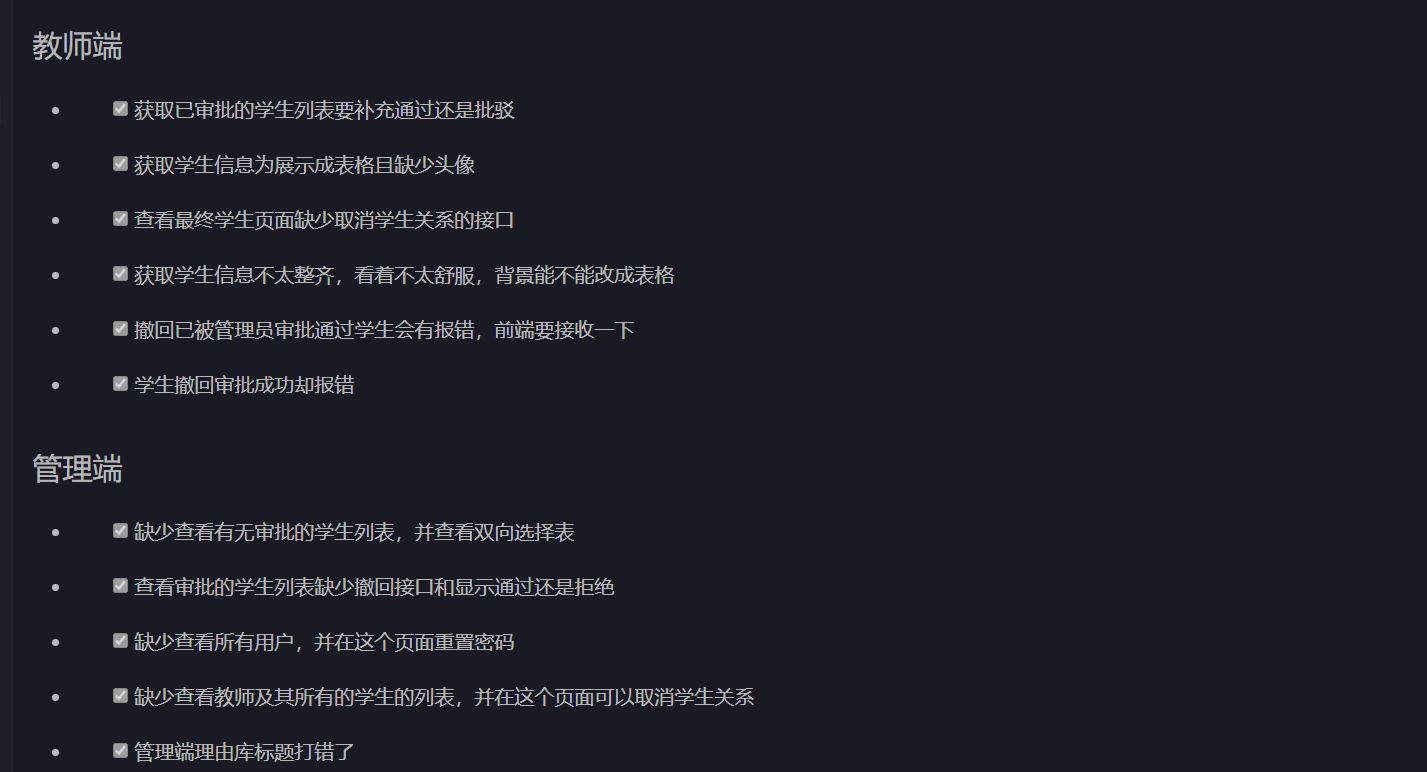 教师端
获取已审批的学生列表要补充通过还是批驳
获取学生信息为展示成表格且缺少头像
查看最终学生页面缺少取消学生关系的接口
获取学生信息不太整齐，看着不太舒服，背景能不能改成表格
撤回已被管理员审批通过学生会有报错，前端要接收一下
学生撤回审批成功却报错
管理端
缺少查看有无审批的学生列表，并查看双向选择表
查看审批的学生列表缺少撤回接口和显示通过还是拒绝
缺少查看所有用户，并在这个页面重置密码
缺少查看教师及其所有的学生的列表，并在这个页面可以取消学生关系
管理端理由库标题打错了